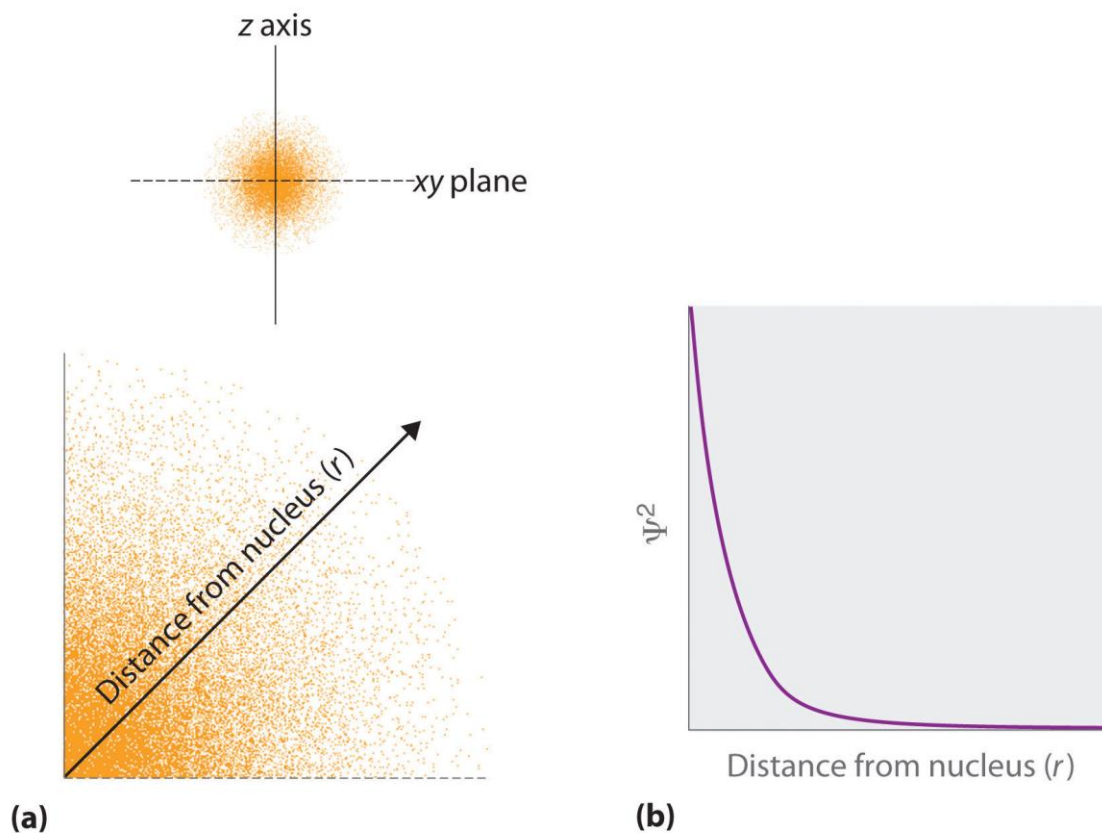 z axis
xy plane
Distance from nucleus (r)
(a)
Ψ²
Distance from nucleus (r)
(b)